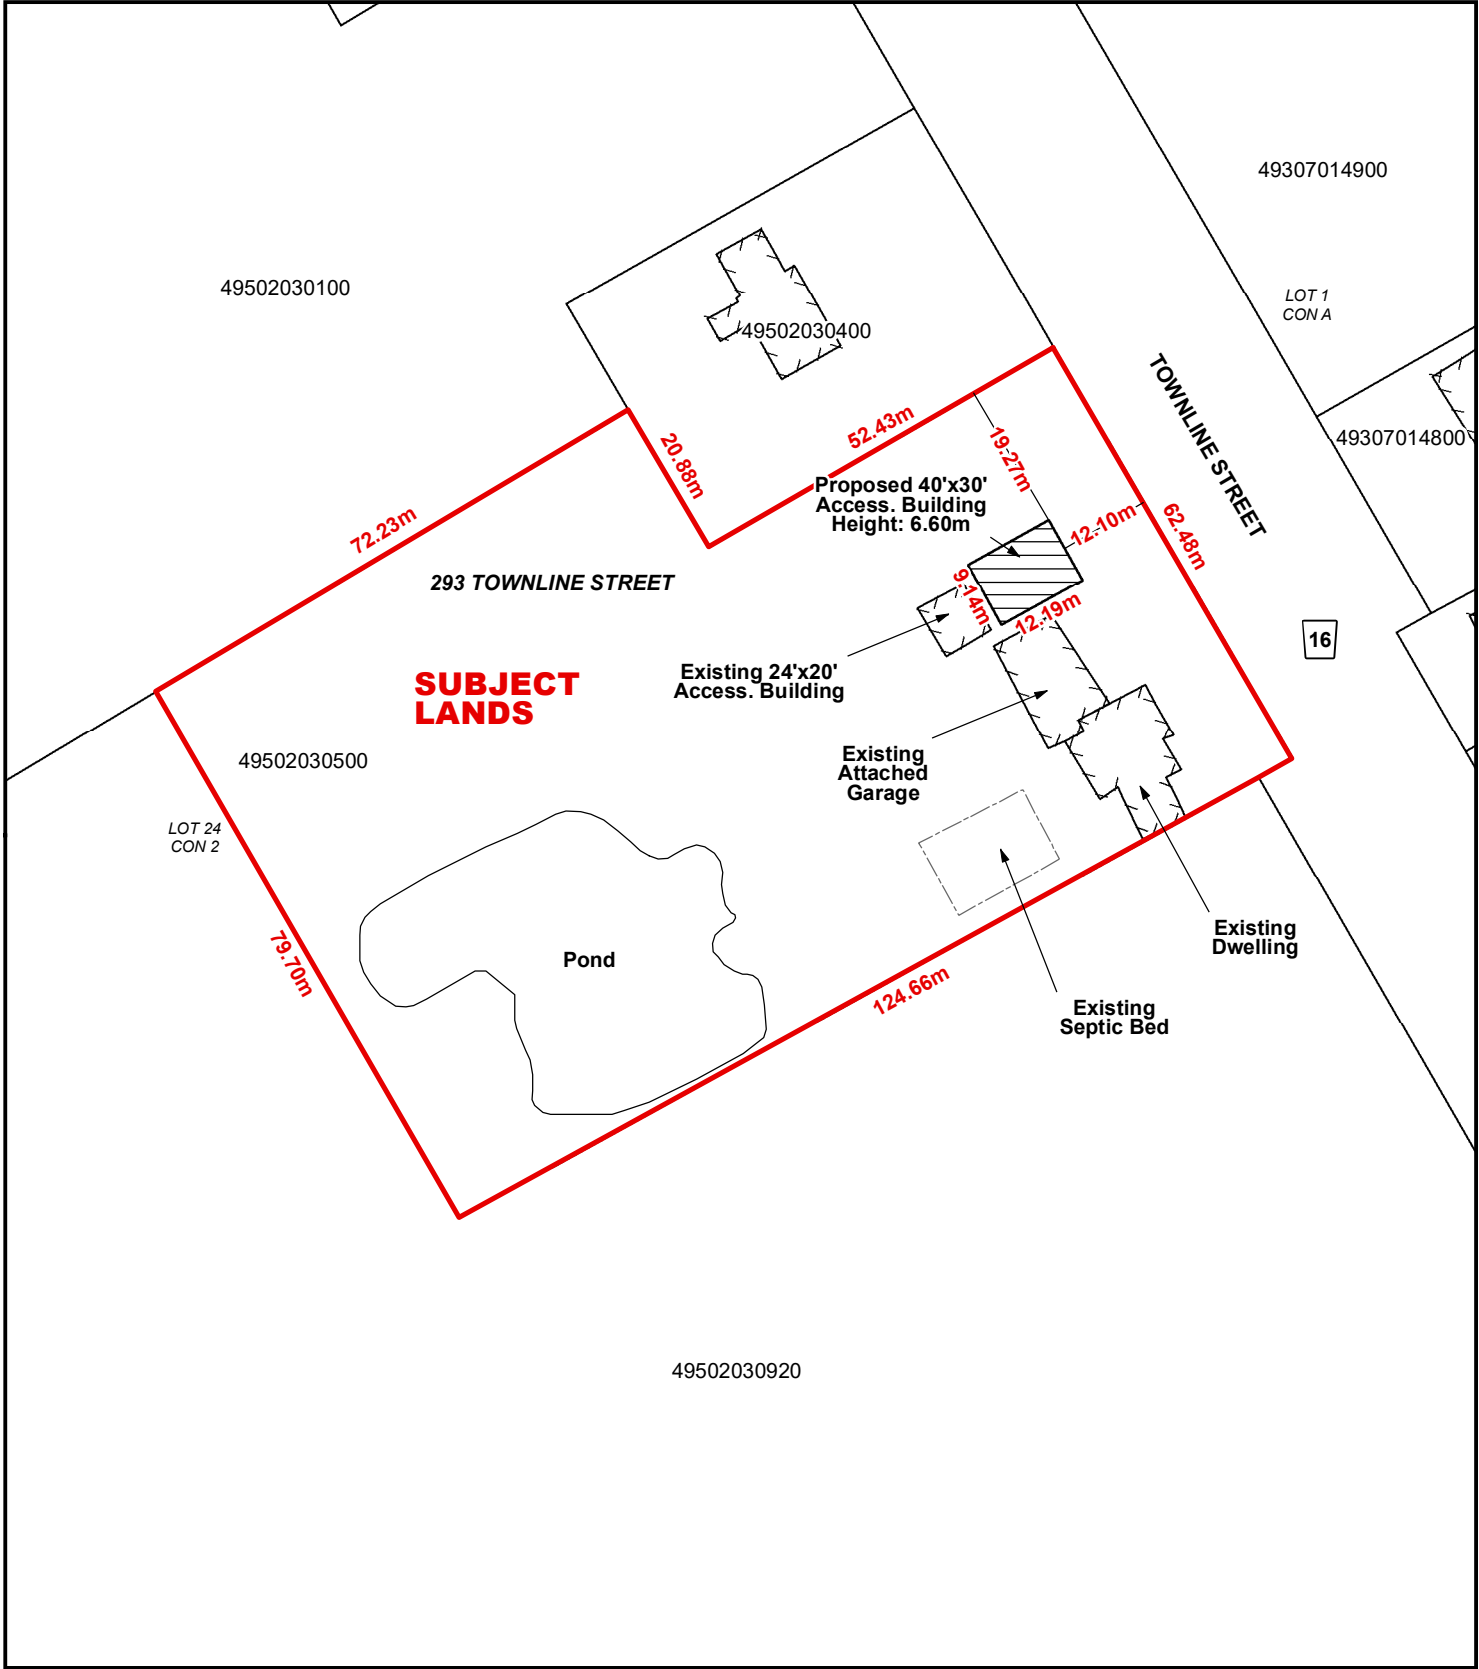 49307014900
49502030100
LOT 1
CON A
49502030400
TOWNLINE STREET
49307014800
52.43m
20.88m
19.27m
Proposed 40'x30'
Access. Building
Height: 6.60m
12.10m
62.48m
72.23m
293 TOWNLINE STREET
9.14m
12.19m
16
Existing 24'x20'
Access. Building
SUBJECT
LANDS
49502030500
Existing
Attached
Garage
LOT 24
CON 2
Pond
79.70m
124.66m
Existing
Dwelling
Existing
Septic Bed
49502030920